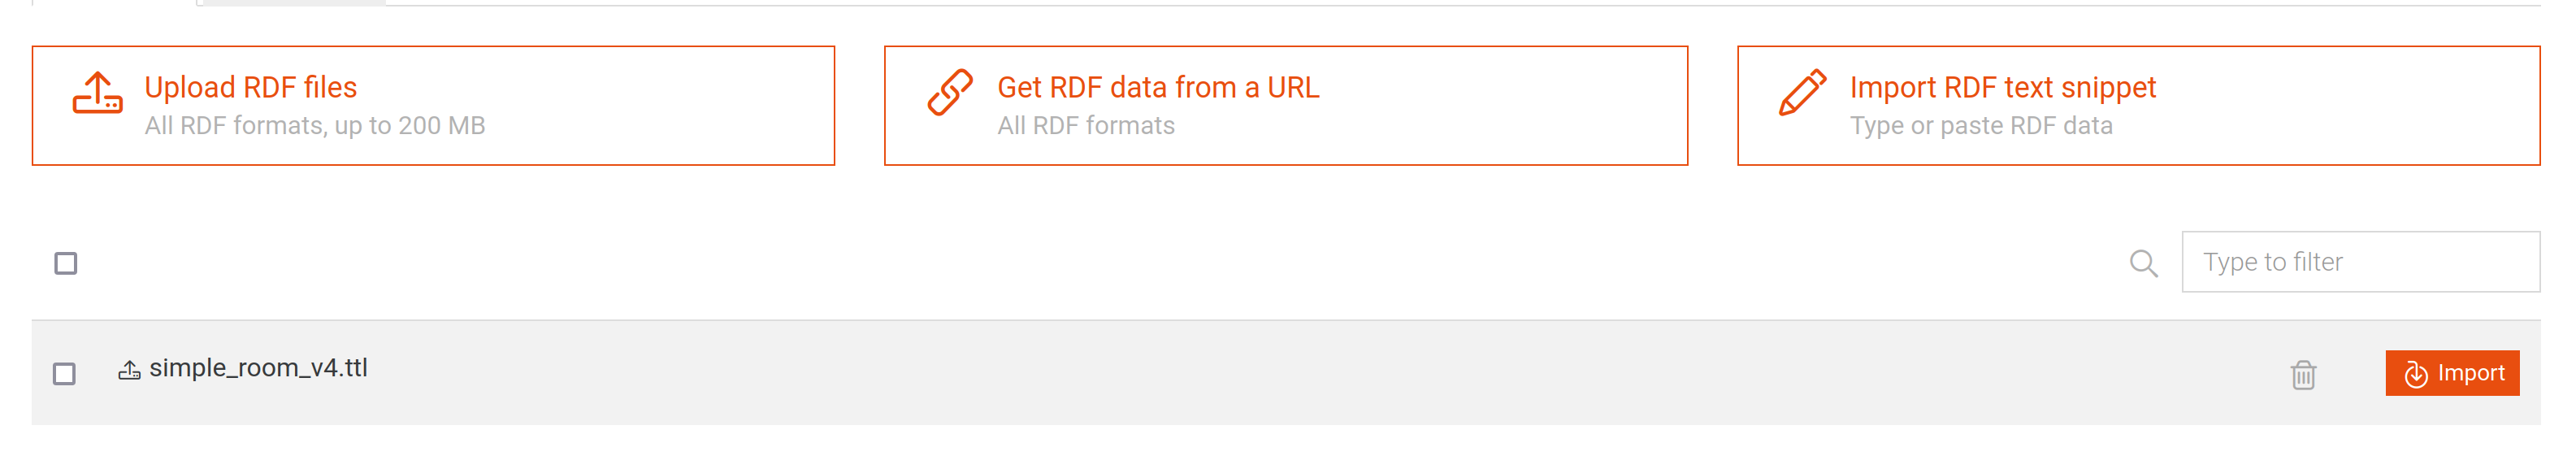 Upload RDF files
All RDF formats, up to 200 MB
Get RDF data from a URL
All RDF formats
Import RDF text snippet
Type or paste RDF data
Type to filter
simple_room_v4.ttl
Import